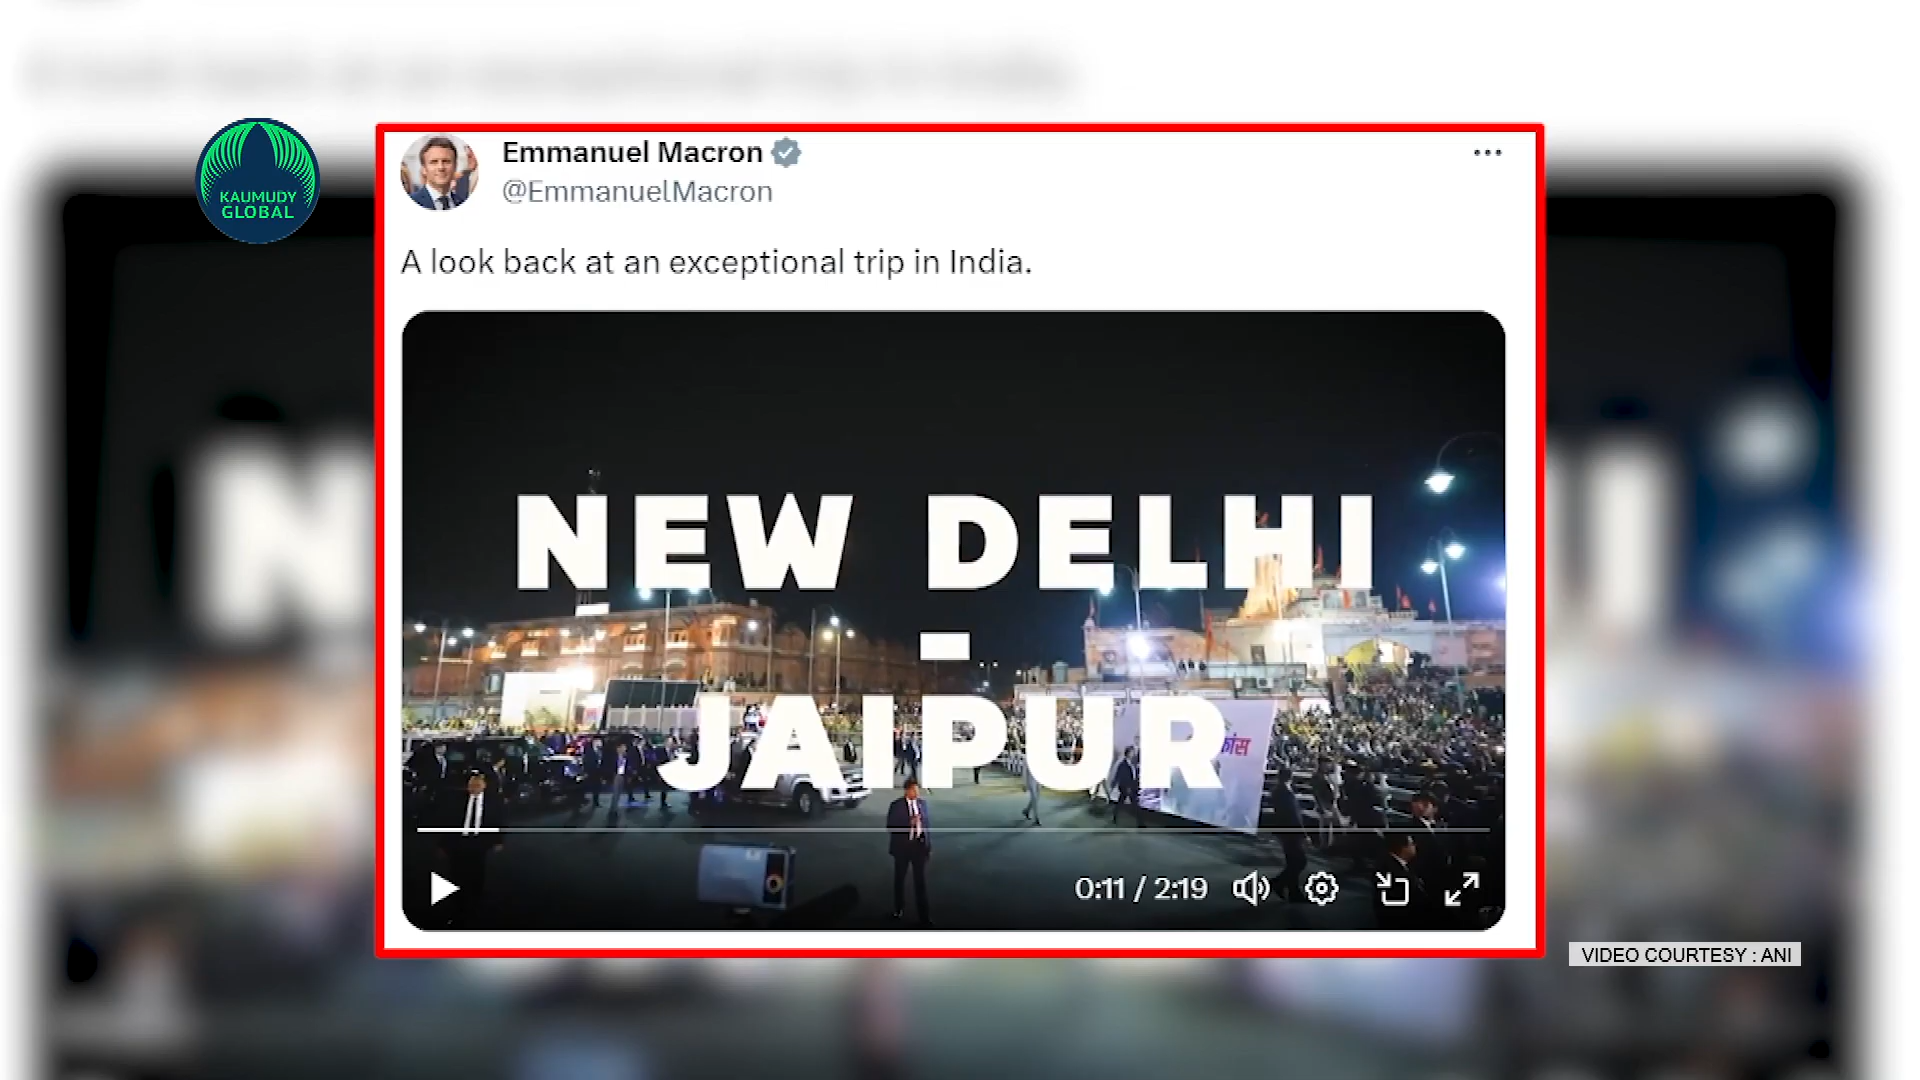 KAUMUDY
GLOBAL
Emmanuel Macron
@EmmanuelMacron
A look back at an exceptional trip in India.
NEW DELHI
-
JAIPUR
0:11 / 2:19
VIDEO COURTESY : ANI